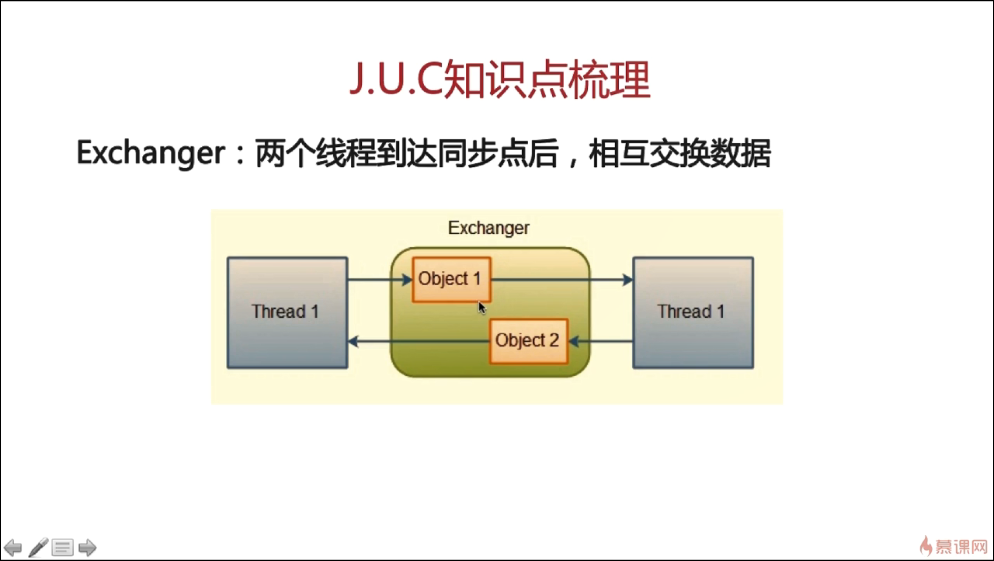 J.U.C知识点梳理
Exchanger：两个线程到达同步点后，相互交换数据
Exchanger
Thread 1
Object 1
Object 2
Thread 1
慕课网